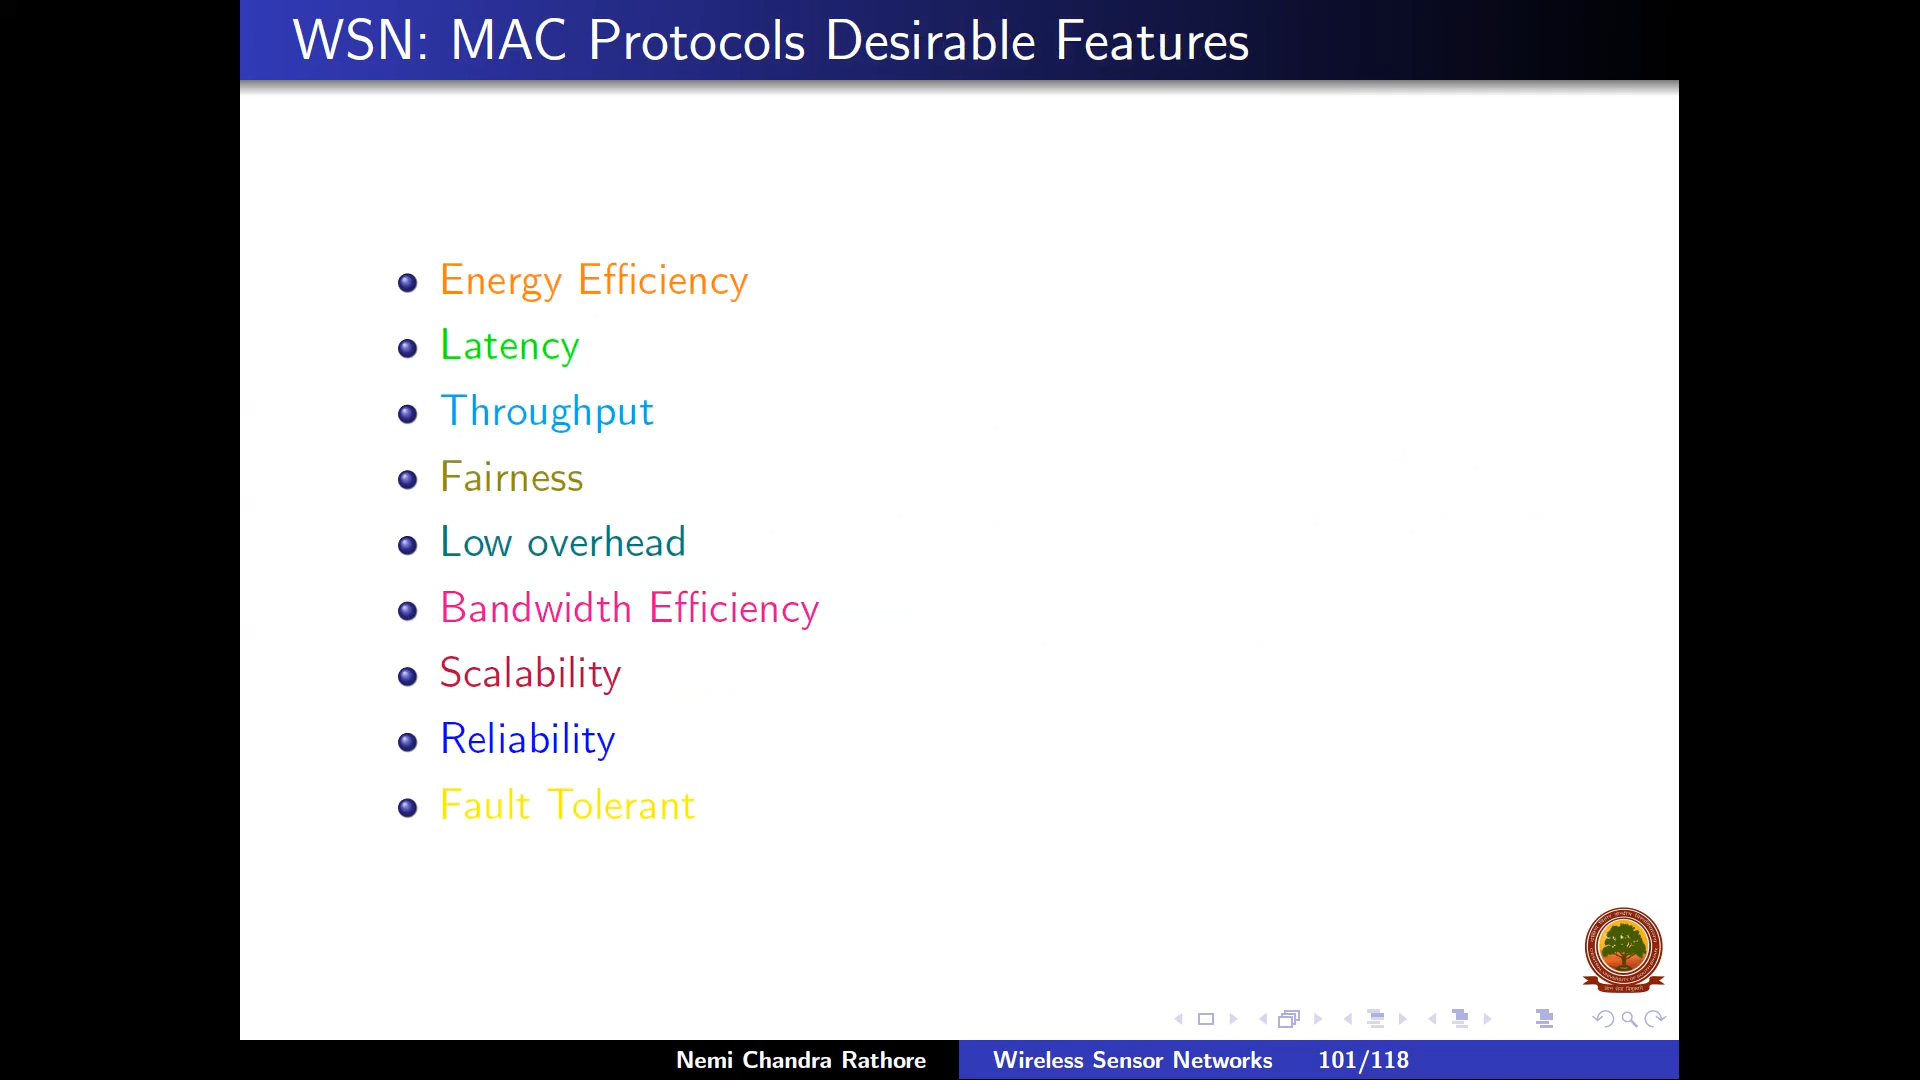 WSN: MAC Protocols Desirable Features
Energy Efficiency
Latency
Throughput
Fairness
Low overhead
Bandwidth Efficiency
Scalability
Reliability
Fault Tolerant
Nemi Chandra Rathore Wireless Sensor Networks 101/118